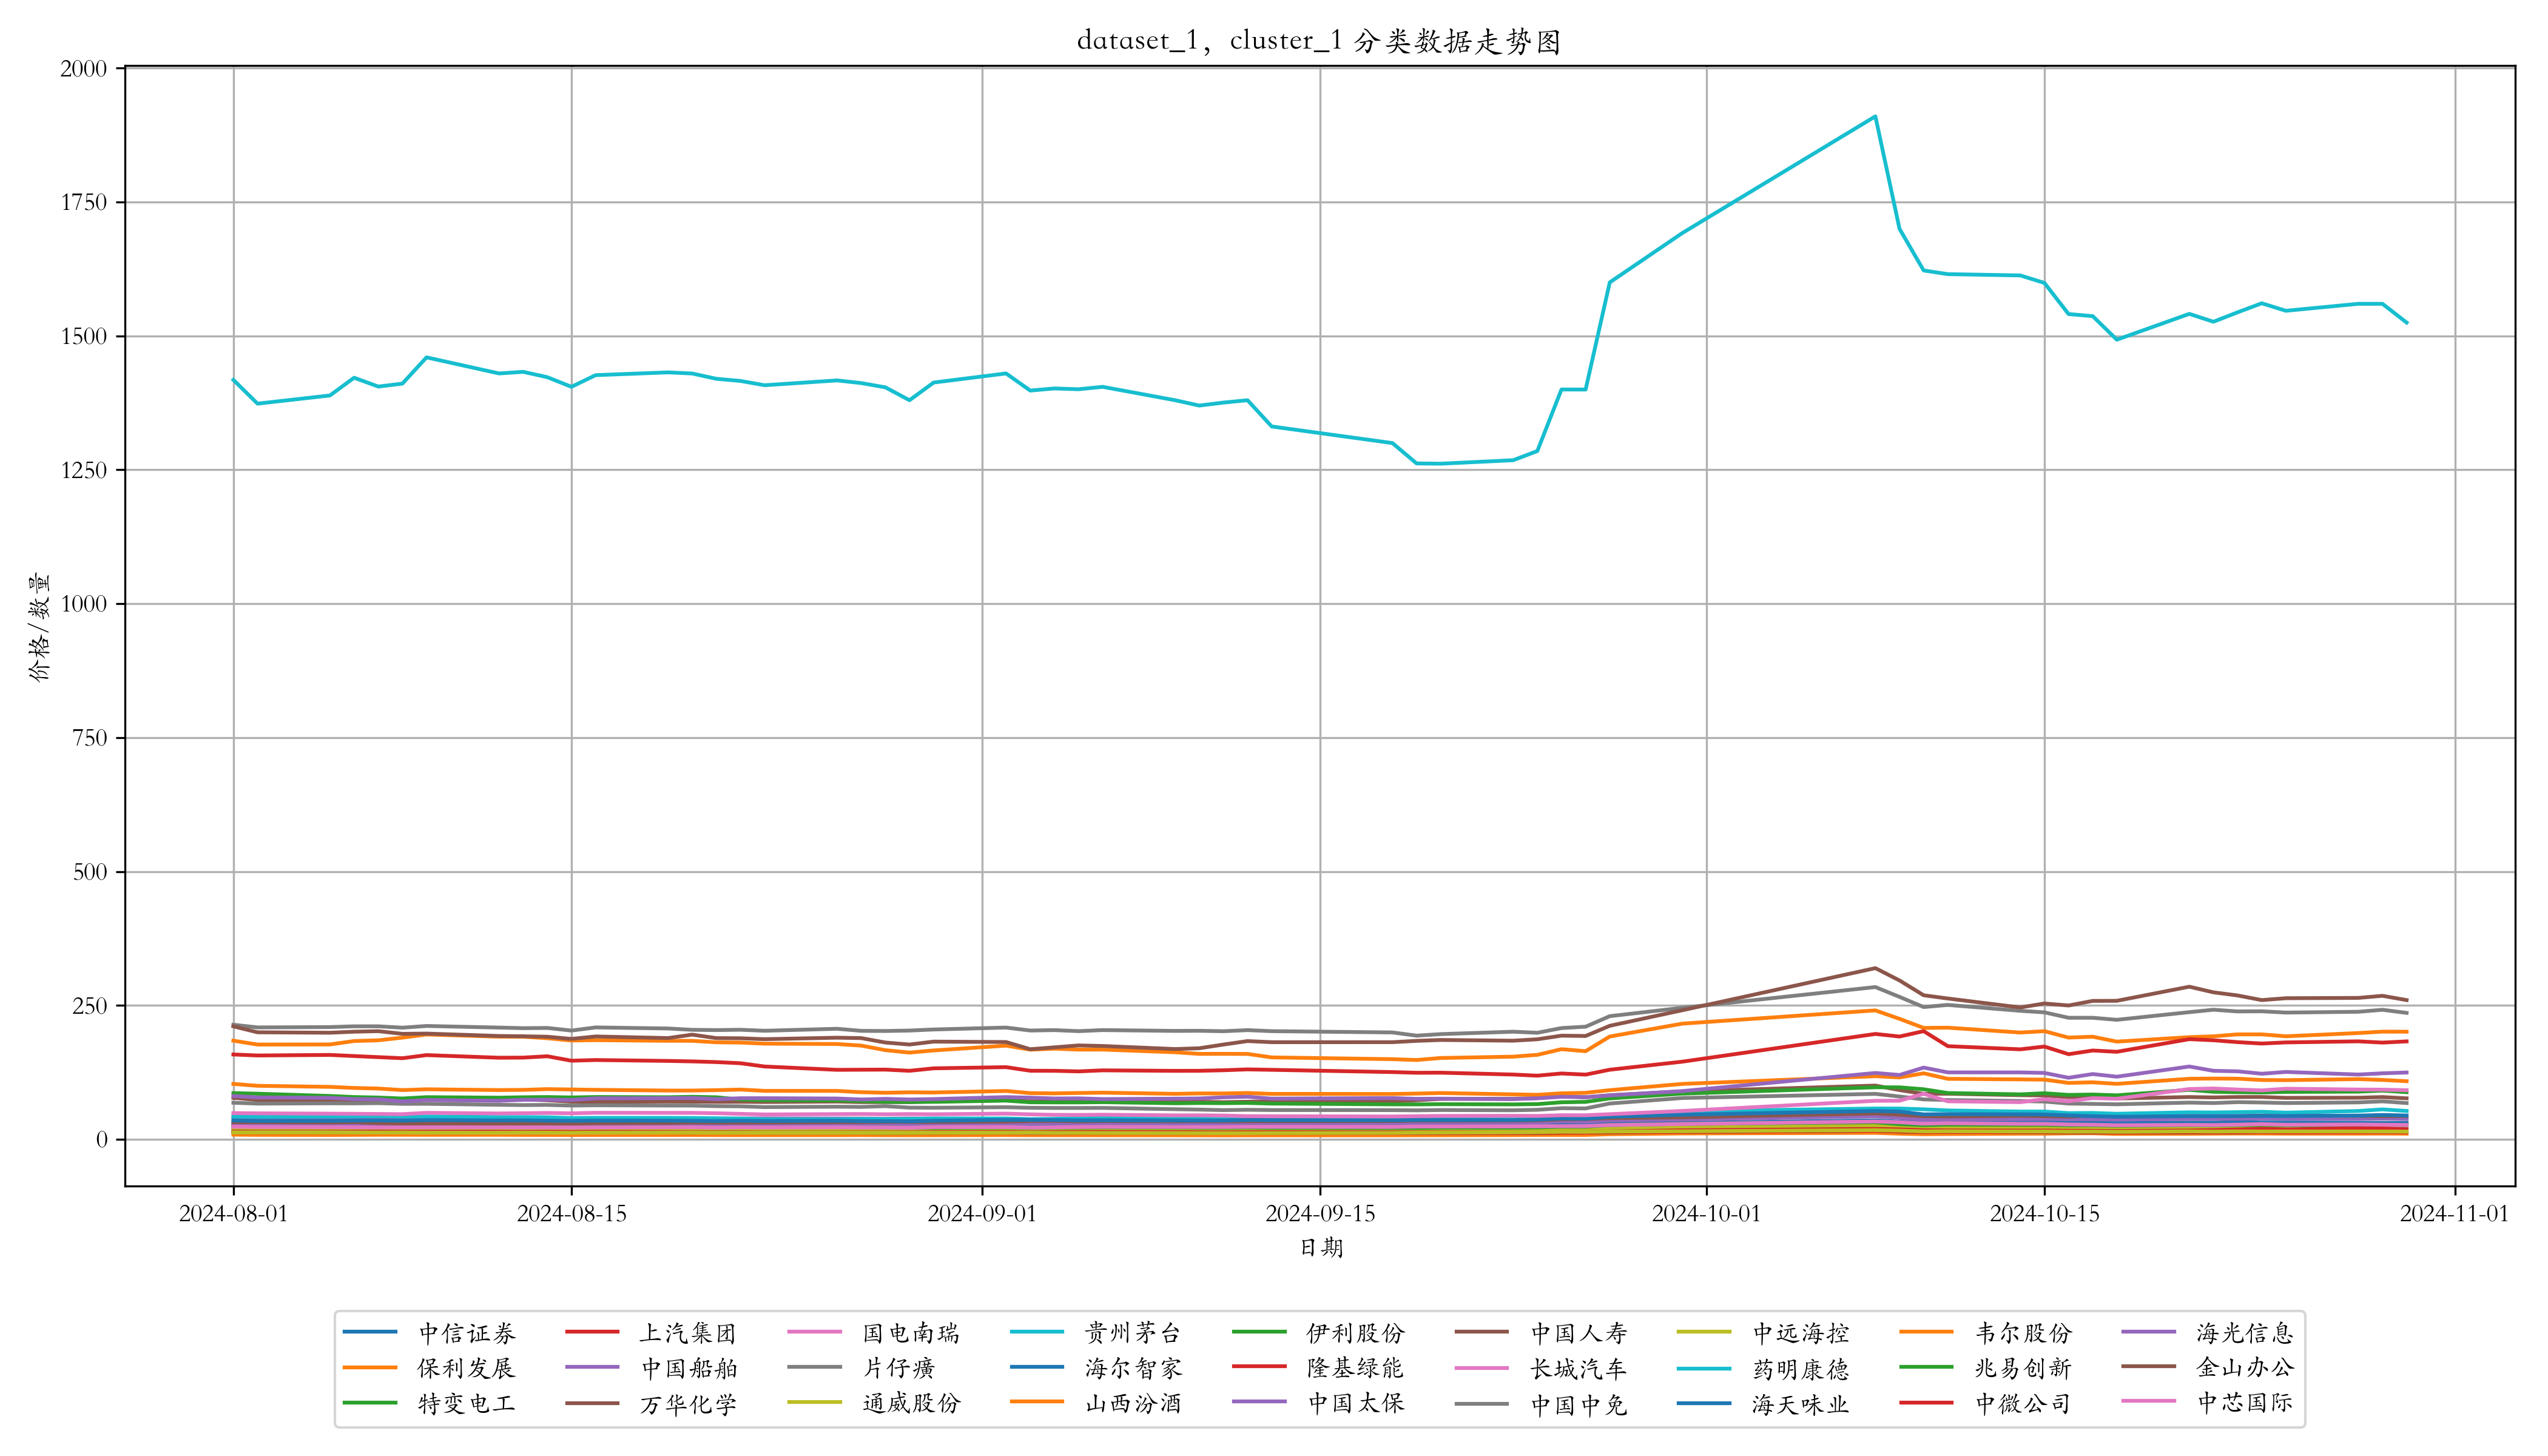 dataset_1，cluster_1 分类数据走势图
2000
1750
1500
1250
1000
750
500
250
0
价格/数量
2024-08-01 2024-08-15 2024-09-01 2024-09-15 2024-10-01 2024-10-15 2024-11-01
日期
中信证券 上汽集团 国电南瑞 贵州茅台 伊利股份 中国人寿 中远海控 韦尔股份 海光信息
保利发展 中国船舶 片仔癀 海尔智家 隆基绿能 长城汽车 药明康德 兆易创新 金山办公
特变电工 万华化学 通威股份 山西汾酒 中国太保 中国中免 海天味业 中微公司 中芯国际